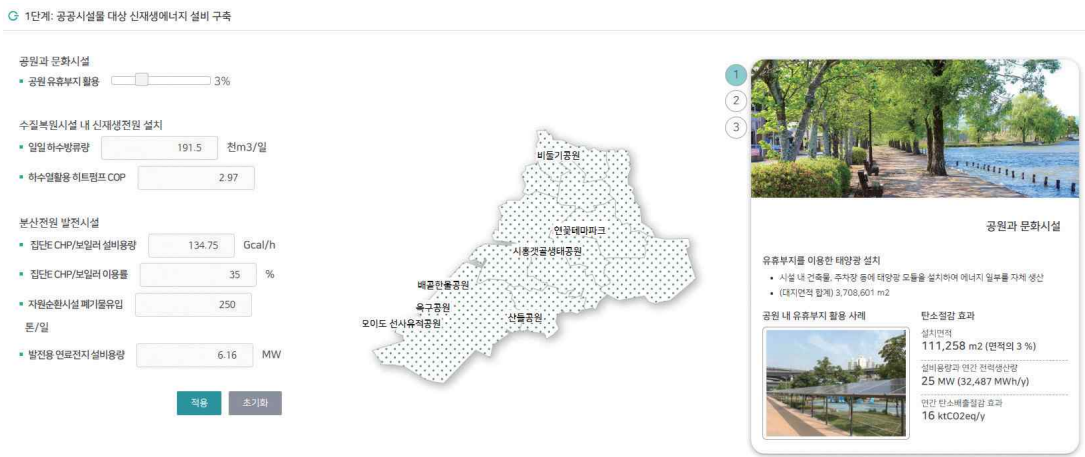 1단계: 공공시설물 대상 신재생에너지 설비 구축
공원과 문화시설
공원 유휴부지 활용 3%
수질복원시설 내 신재생전원 설치
일일 하수방류량 191.5 천m3/일
하수열활용 히트펌프 COP 2.97
분산전원 발전시설
집단E CHP/보일러 설비용량 134.75 Gcal/h
집단E CHP/보일러 이용률 35 %
자원순환시설 폐기물유입 250
톤/일
발전용 연료전지 설비용량 6.16 MW
적용 초기화
비둘기공원
연꽃테마파크
시흥갯골생태공원
배곧한울공원
옥구공원
오이도 선사유적공원
산들공원
1
2
3
공원과 문화시설
유휴부지를 이용한 태양광 설치
• 시설 내 건축물, 주차장 등에 태양광 모듈을 설치하여 에너지 일부를 자체 생산
• (대지면적 합계) 3,708,601 m2
공원 내 유휴부지 활용 사례
탄소절감 효과
설치면적
111,258 m2 (면적의 3 %)
설비용량과 연간 전력생산량
25 MW (32,487 MWh/y)
연간 탄소배출절감 효과
16 ktCO2eq/y